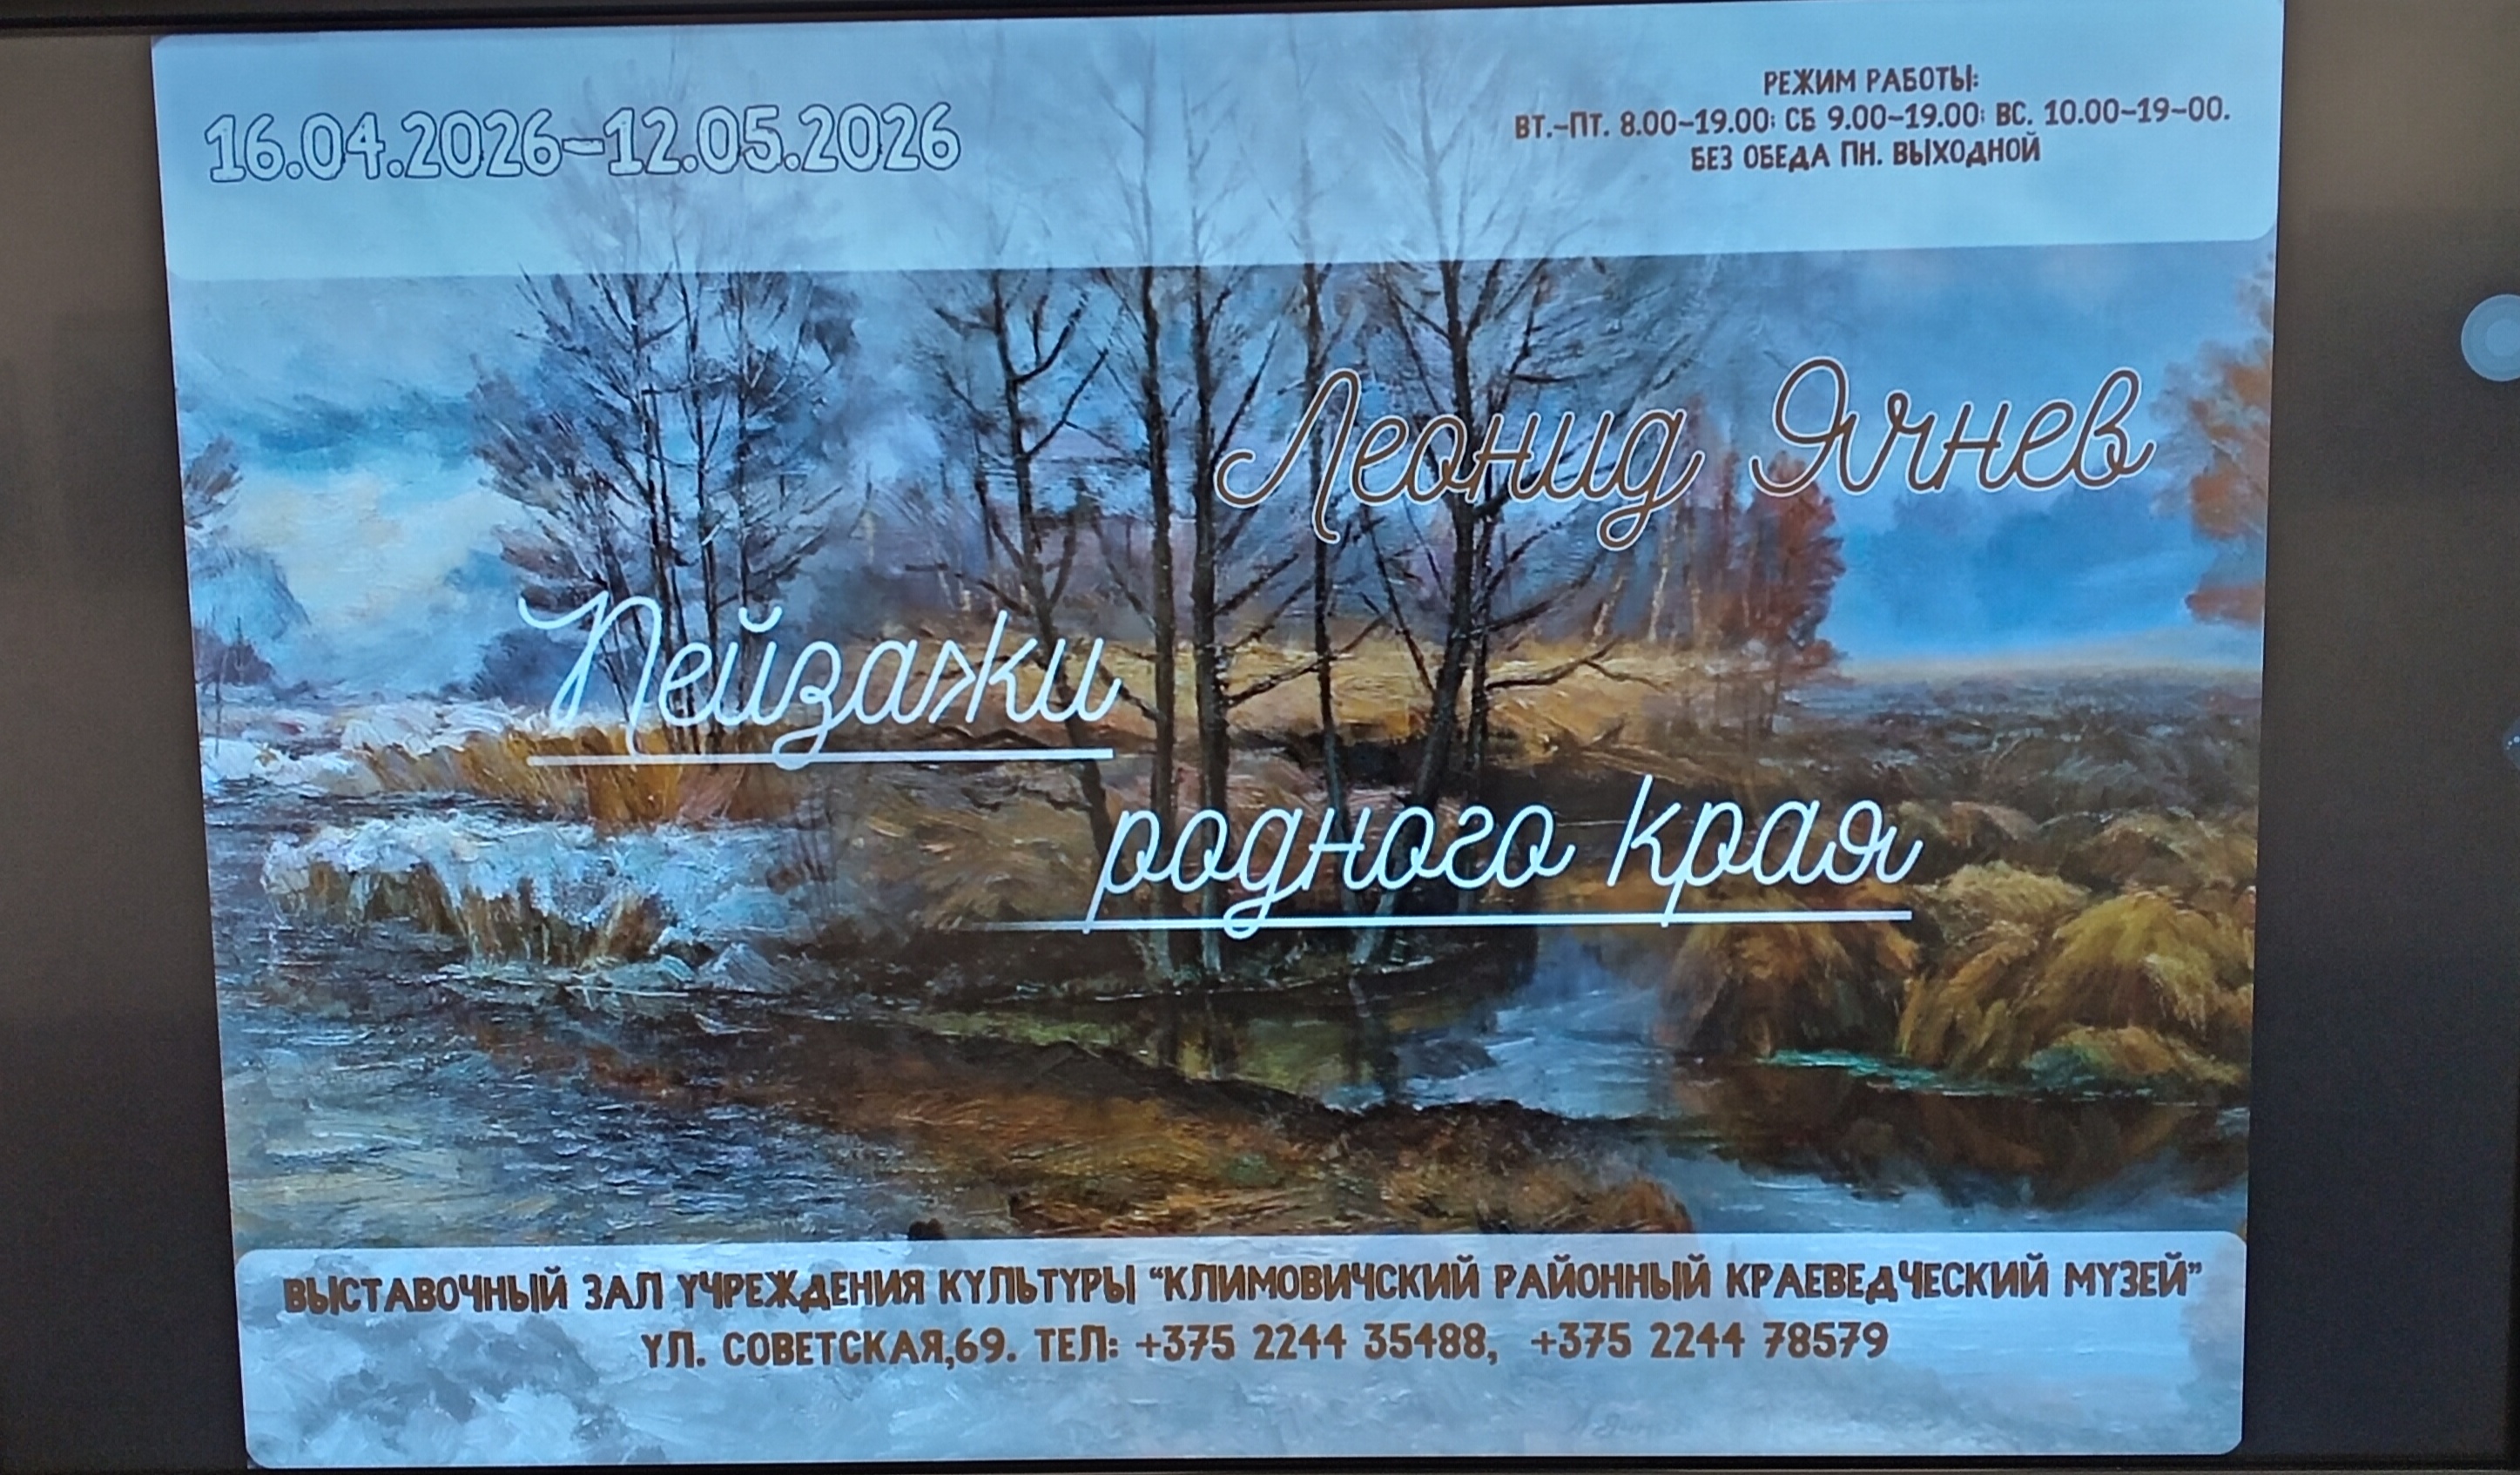 16.04.2026-12.05.2026
РЕЖИМ РАБОТЫ:
ВТ.-ПТ. 8.00-19.00; СБ 9.00-19.00; ВС. 10.00-19-00.
БЕЗ ОБЕДА ПН. ВЫХОДНОЙ
Леонид Ячнев
Пейзажи
родного края
ВЫСТАВОЧНЫЙ ЗАЛ УЧРЕЖДЕНИЯ КУЛЬТУРЫ “КЛИМОВИЧСКИЙ РАЙОННЫЙ КРАЕВЕДЧЕСКИЙ МУЗЕЙ”
УЛ. СОВЕТСКАЯ,69. ТЕЛ: +375 2244 35488, +375 2244 78579